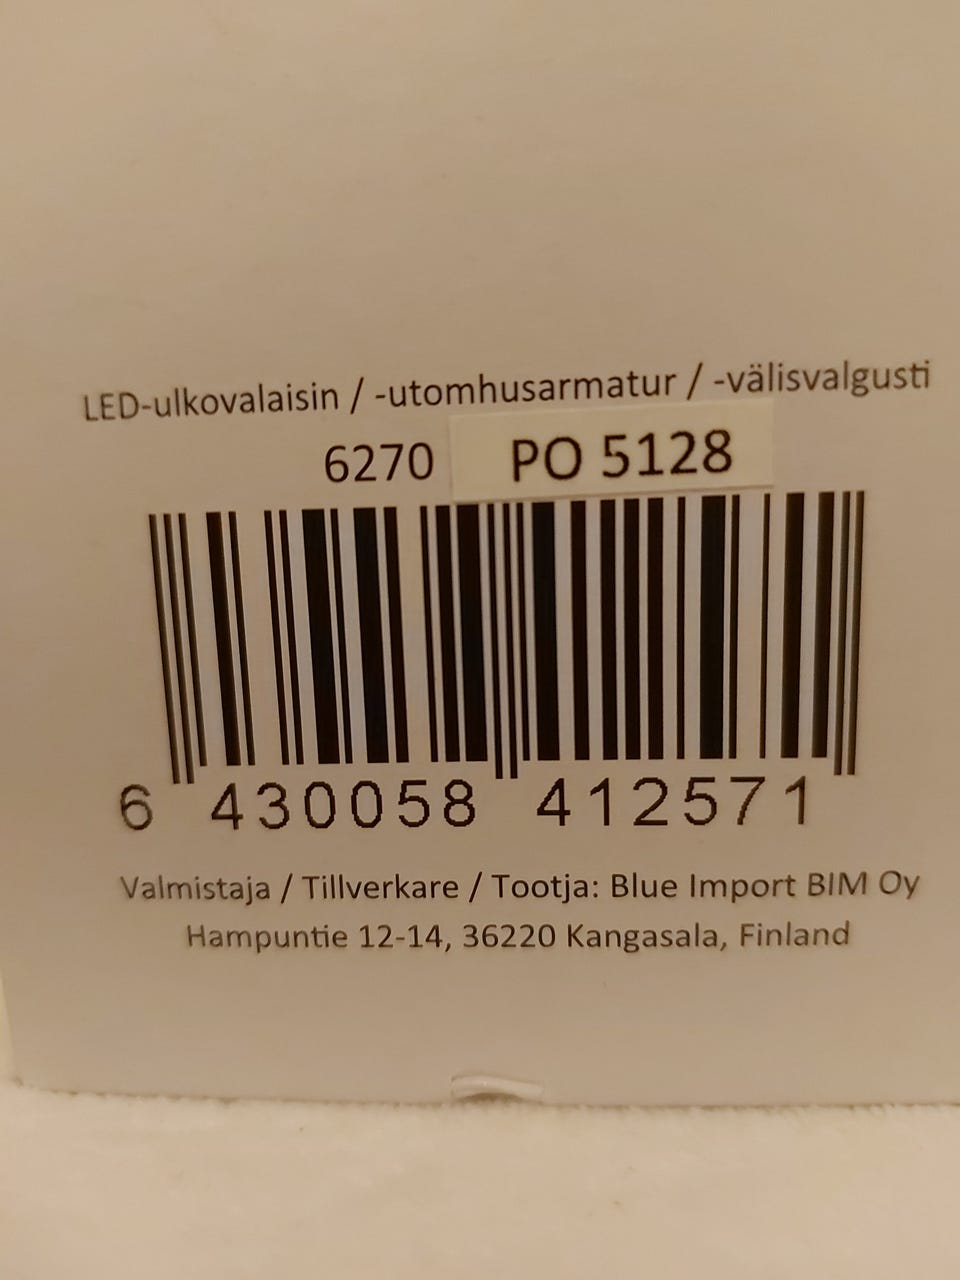 LED-ulkovalaisin / -utomhusarmatur / -välisvalgusti
6270 PO 5128
6 430058 412571
Valmistaja / Tillverkare / Tootja: Blue Import BIM Oy
Hampuntie 12-14, 36220 Kangasala, Finland